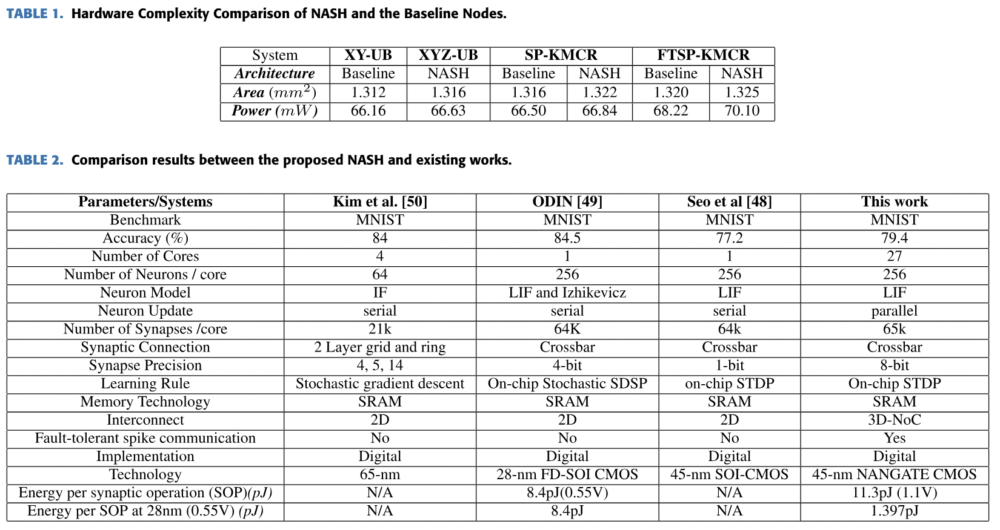 TABLE 1. Hardware Complexity Comparison of NASH and the Baseline Nodes.
System XY-UB XYZ-UB SP-KMCR FTSP-KMCR
Architecture Baseline NASH Baseline NASH Baseline NASH
Area (mm²) 1.312 1.316 1.316 1.322 1.320 1.325
Power (mW) 66.16 66.63 66.50 66.84 68.22 70.10
TABLE 2. Comparison results between the proposed NASH and existing works.
Parameters/Systems Kim et al. [50] ODIN [49] Seo et al [48] This work
Benchmark MNIST MNIST MNIST MNIST
Accuracy (%) 84 84.5 77.2 79.4
Number of Cores 4 1 1 27
Number of Neurons / core 64 256 256 256
Neuron Model IF LIF and Izhikevicz LIF LIF
Neuron Update serial serial serial parallel
Number of Synapses /core 21k 64K 64k 65k
Synaptic Connection 2 Layer grid and ring Crossbar Crossbar Crossbar
Synapse Precision 4, 5, 14 4-bit 1-bit 8-bit
Learning Rule Stochastic gradient descent On-chip Stochastic SDSP on-chip STDP On-chip STDP
Memory Technology SRAM SRAM SRAM SRAM
Interconnect 2D 2D 2D 3D-NoC
Fault-tolerant spike communication No No No Yes
Implementation Digital Digital Digital Digital
Technology 65-nm 28-nm FD-SOI CMOS 45-nm SOI-CMOS 45-nm NANGATE CMOS
Energy per synaptic operation (SOP)(pJ) N/A 8.4pJ(0.55V) N/A 11.3pJ (1.1V)
Energy per SOP at 28nm (0.55V) (pJ) N/A 8.4pJ N/A 1.397pJ